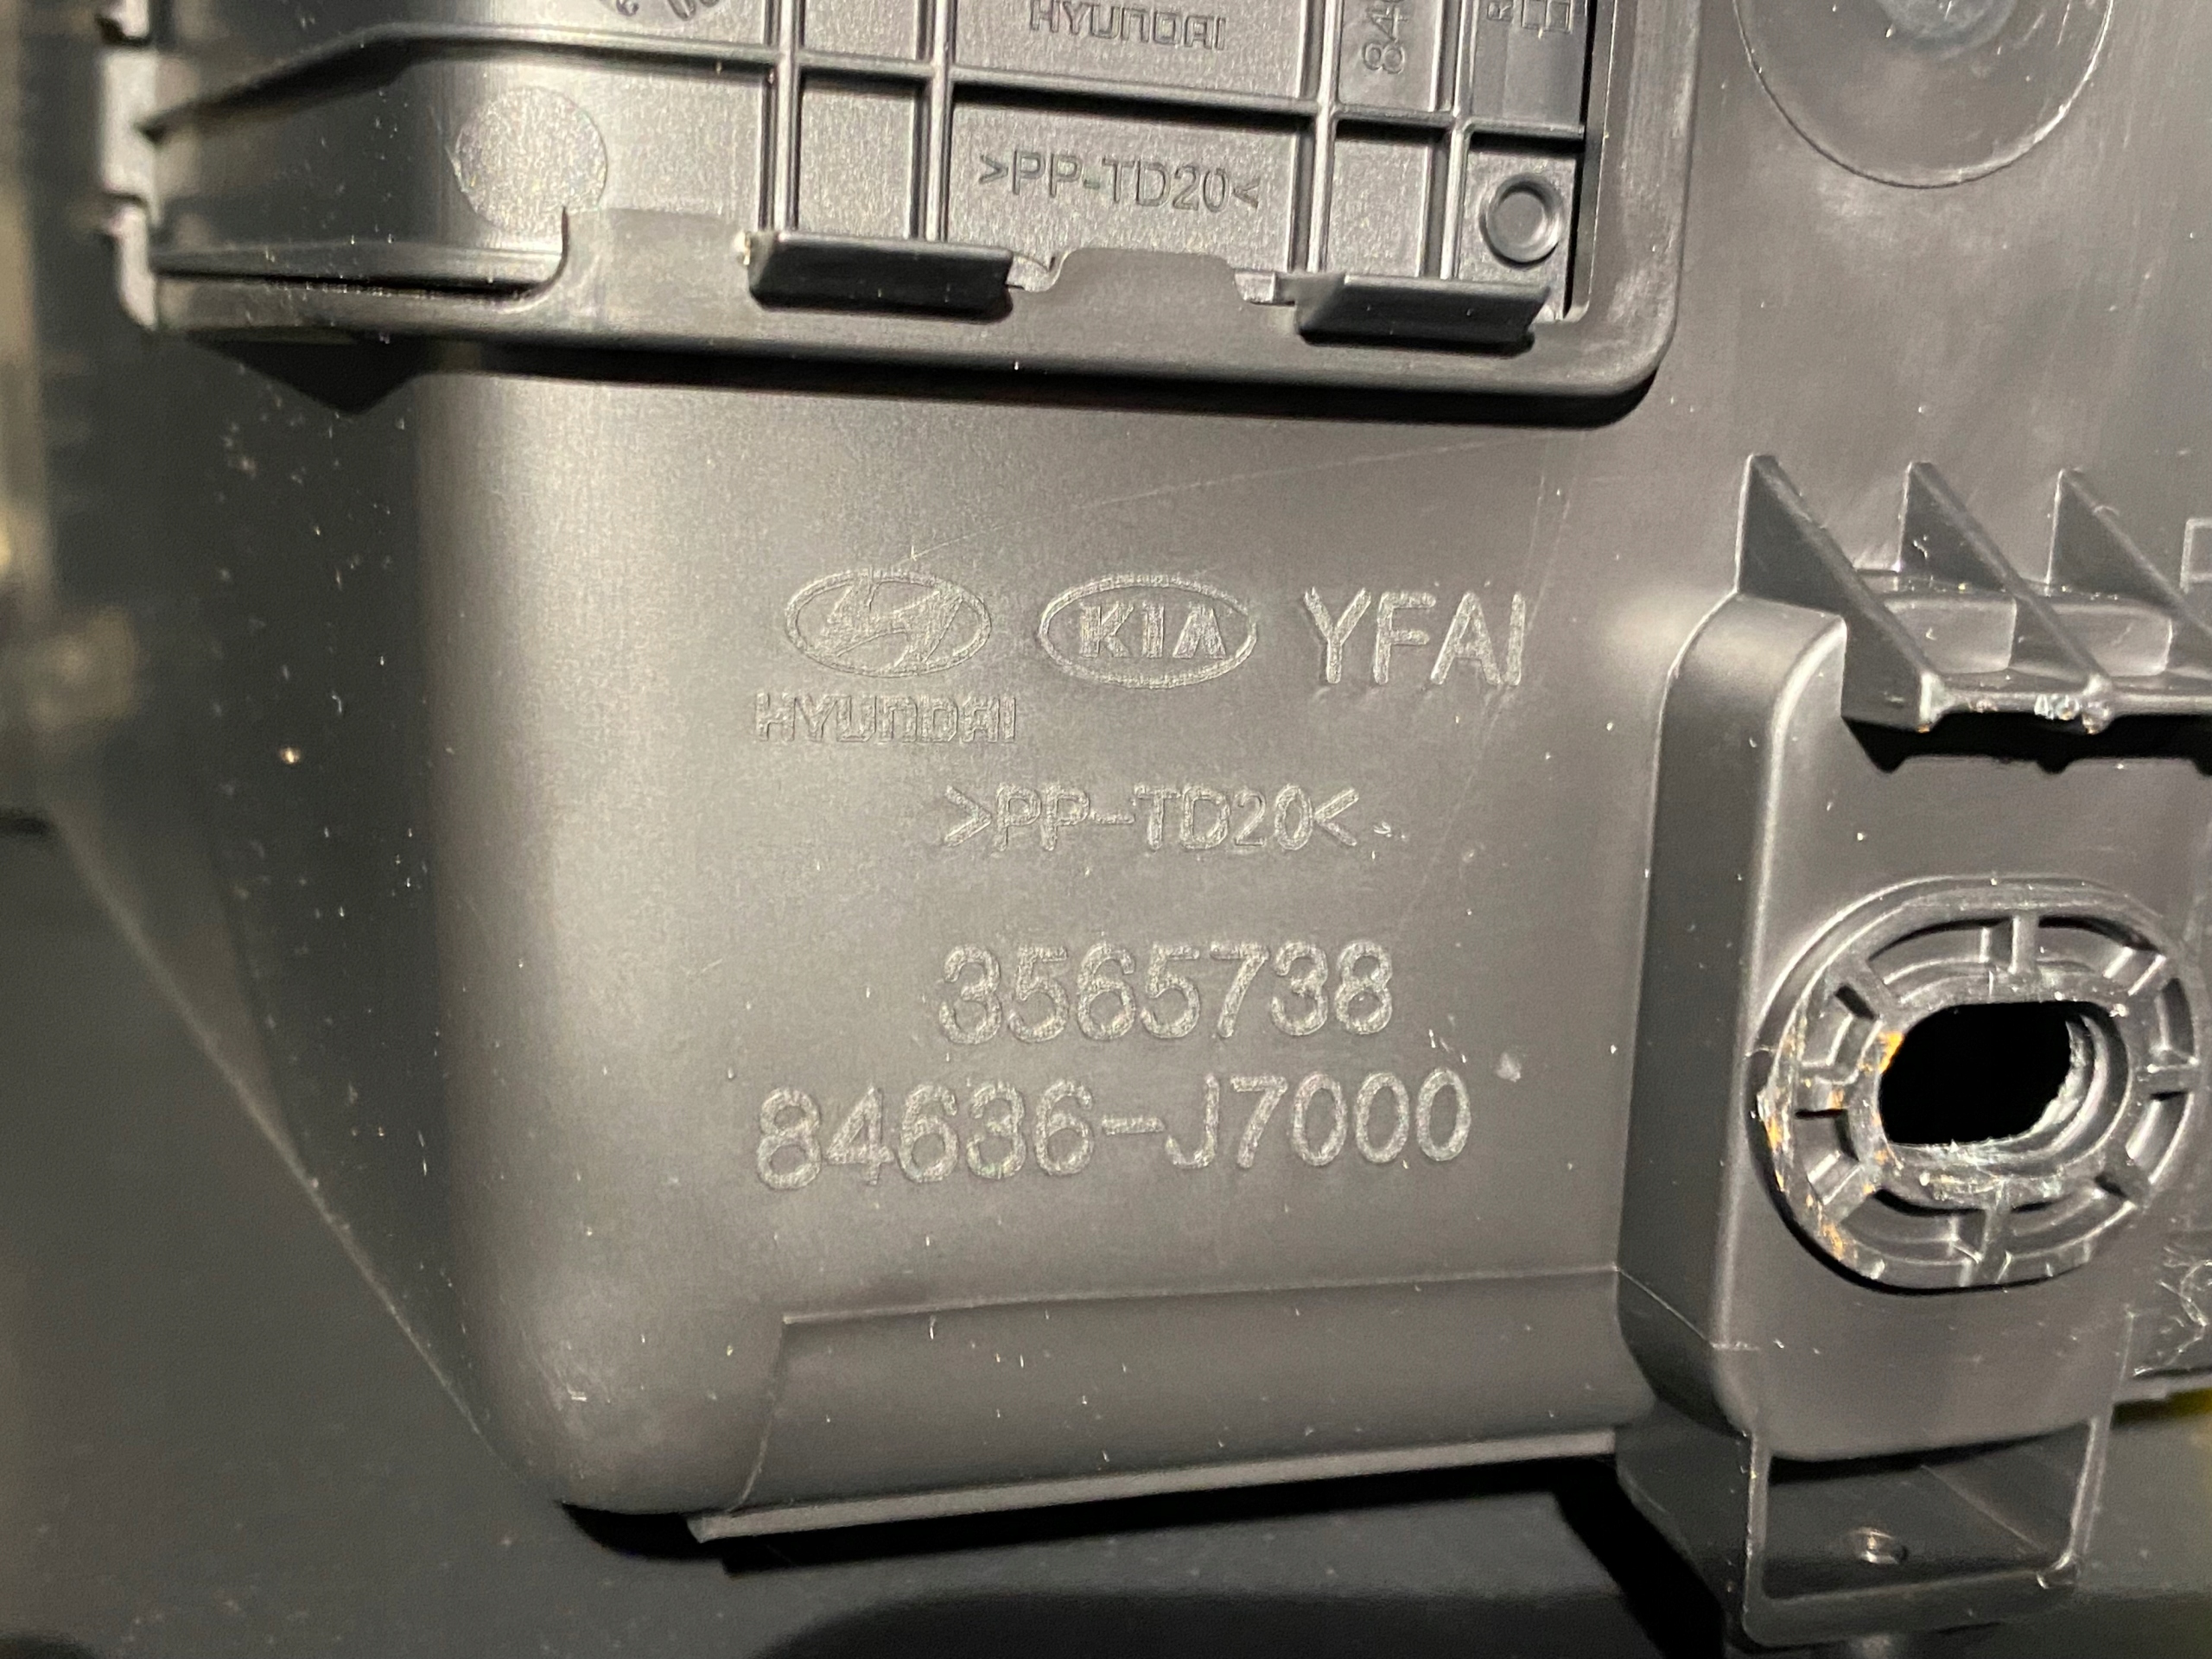 HYUNDAI
>PP-TD20<
KIA YFAI
HYUNDAI
>PP-TD20<
3565738
84636-J7000